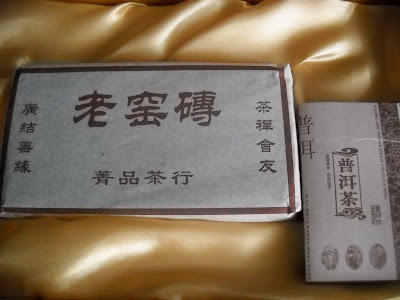 老窑磚
廣結善緣
茶禪會友
菁品茶行
普洱
普洱茶